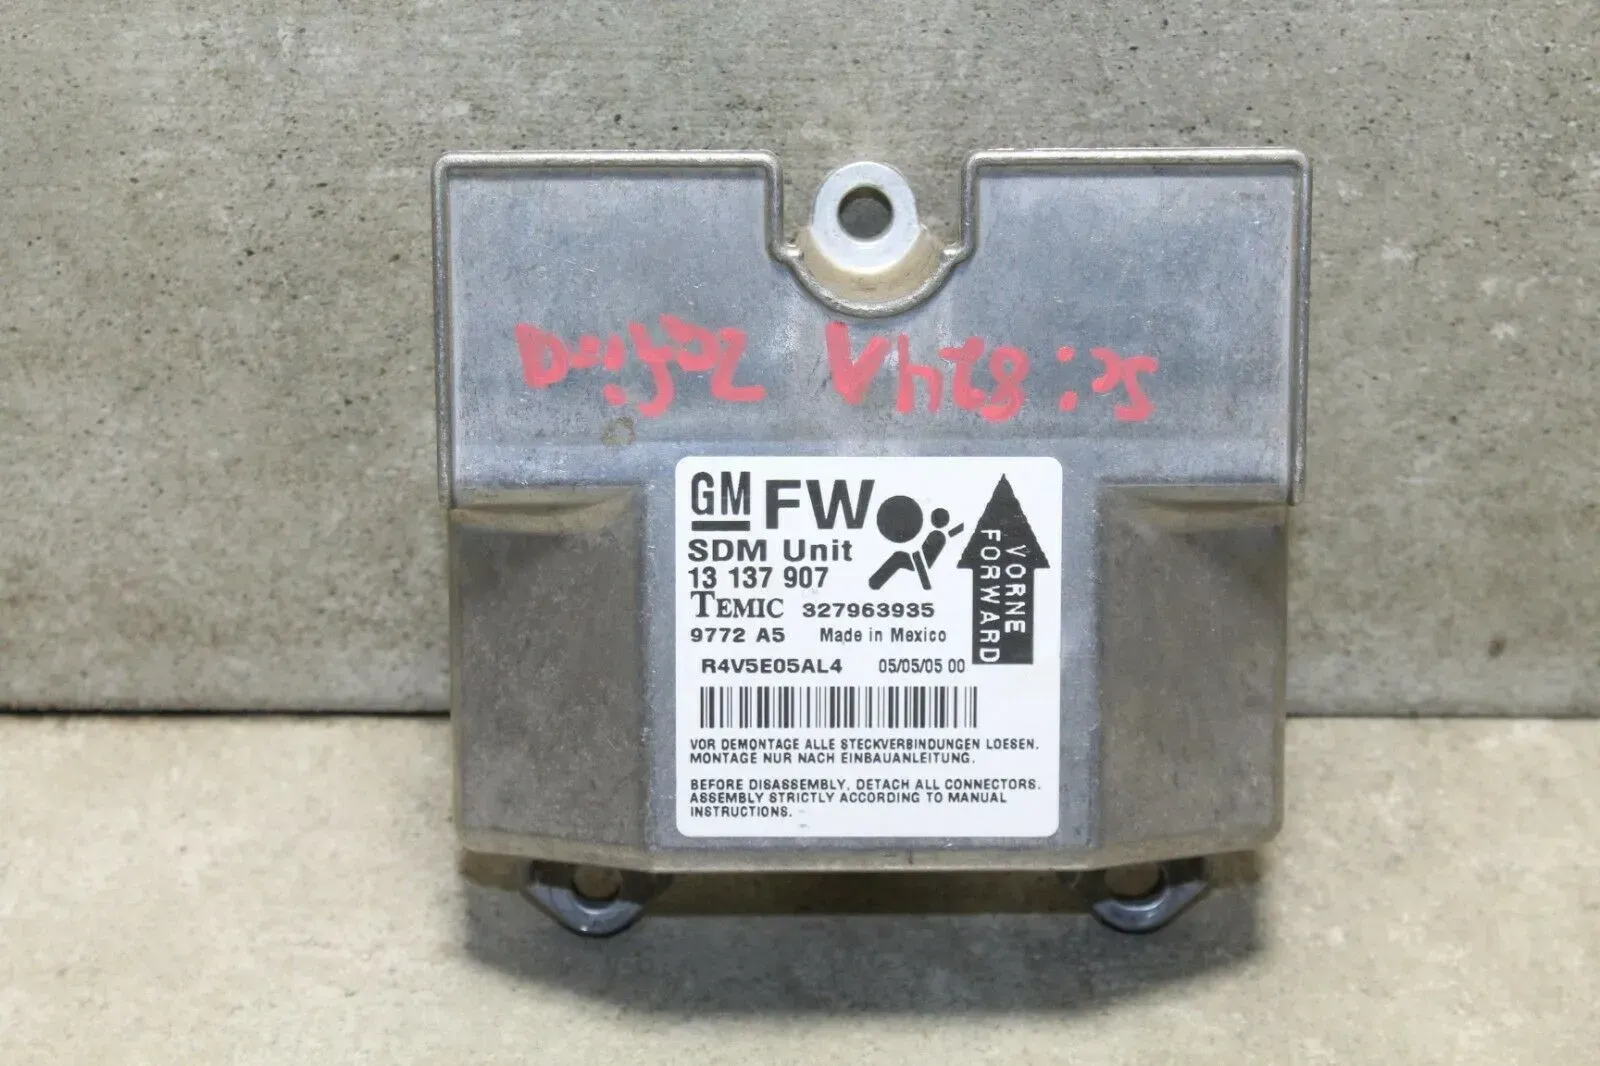 GM FW
SDM Unit
13 137 907
TEMIC 327963935
9772 A5 Made in Mexico
R4V5E05AL4 05/05/05 00
VORNE
FORWARD
VOR DEMONTAGE ALLE STECKVERBINDUNGEN LOESEN.
MONTAGE NUR NACH EINBAUANLEITUNG.
BEFORE DISASSEMBLY, DETACH ALL CONNECTORS.
ASSEMBLY STRICTLY ACCORDING TO MANUAL
INSTRUCTIONS.